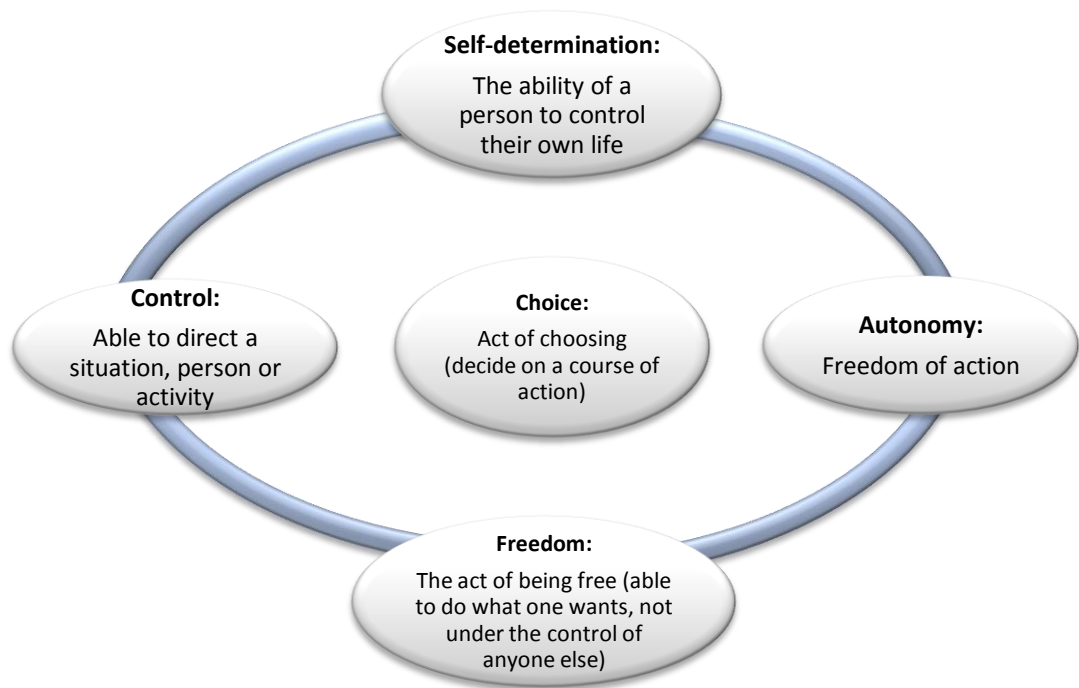 Self-determination:
The ability of a
person to control
their own life
Control:
Able to direct a
situation, person or
activity
Choice:
Act of choosing
(decide on a course of
action)
Autonomy:
Freedom of action
Freedom:
The act of being free (able
to do what one wants, not
under the control of
anyone else)